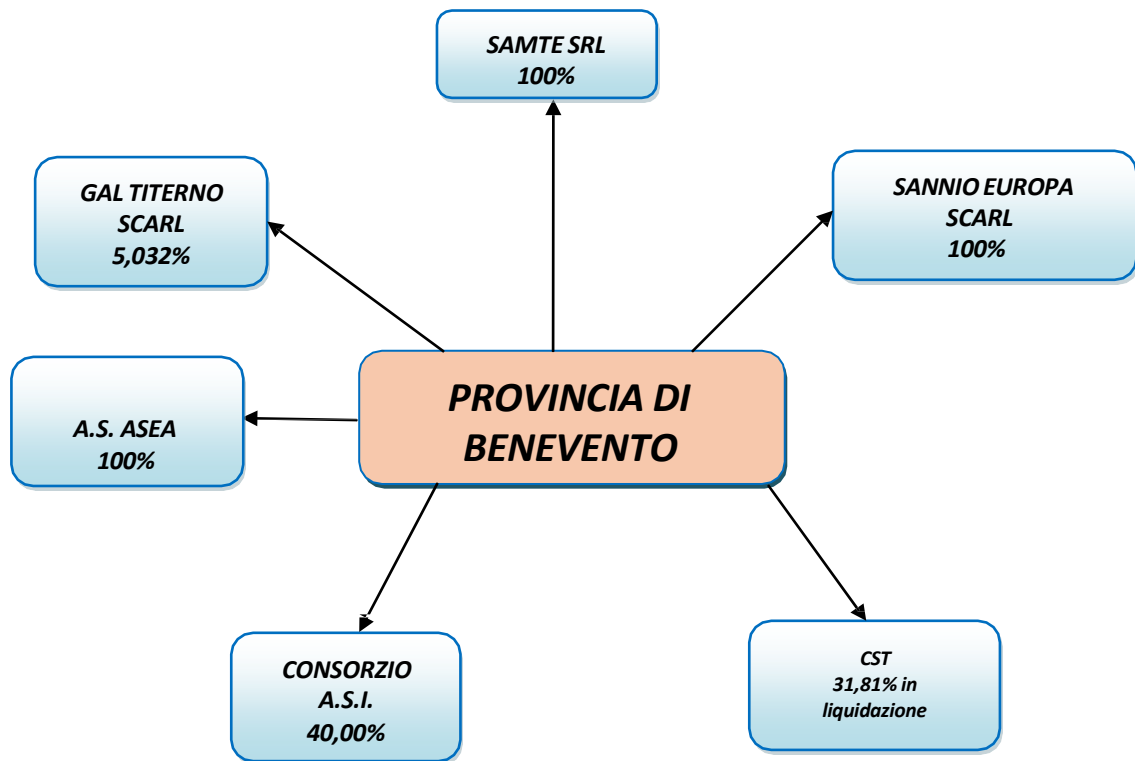 SAMTE SRL
100%
GAL TITERNO
SCARL
5,032%
SANNIO EUROPA
SCARL
100%
PROVINCIA DI
BENEVENTO
A.S. ASEA
100%
CONSORZIO
A.S.I.
40,00%
CST
31,81% in
liquidazione